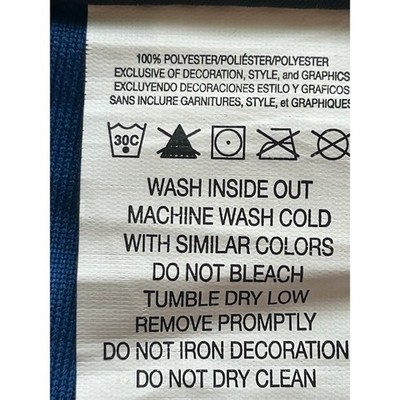 100% POLYESTER/POLIÉSTER/POLYESTER
EXCLUSIVE OF DECORATION, STYLE, and GRAPHICS
EXCLUYENDO DECORACIONES ESTILO Y GRAFICOS
SANS INCLURE GARNITURES, STYLE, et GRAPHIQUES
30C
WASH INSIDE OUT
MACHINE WASH COLD
WITH SIMILAR COLORS
DO NOT BLEACH
TUMBLE DRY LOW
REMOVE PROMPTLY
DO NOT IRON DECORATION
DO NOT DRY CLEAN